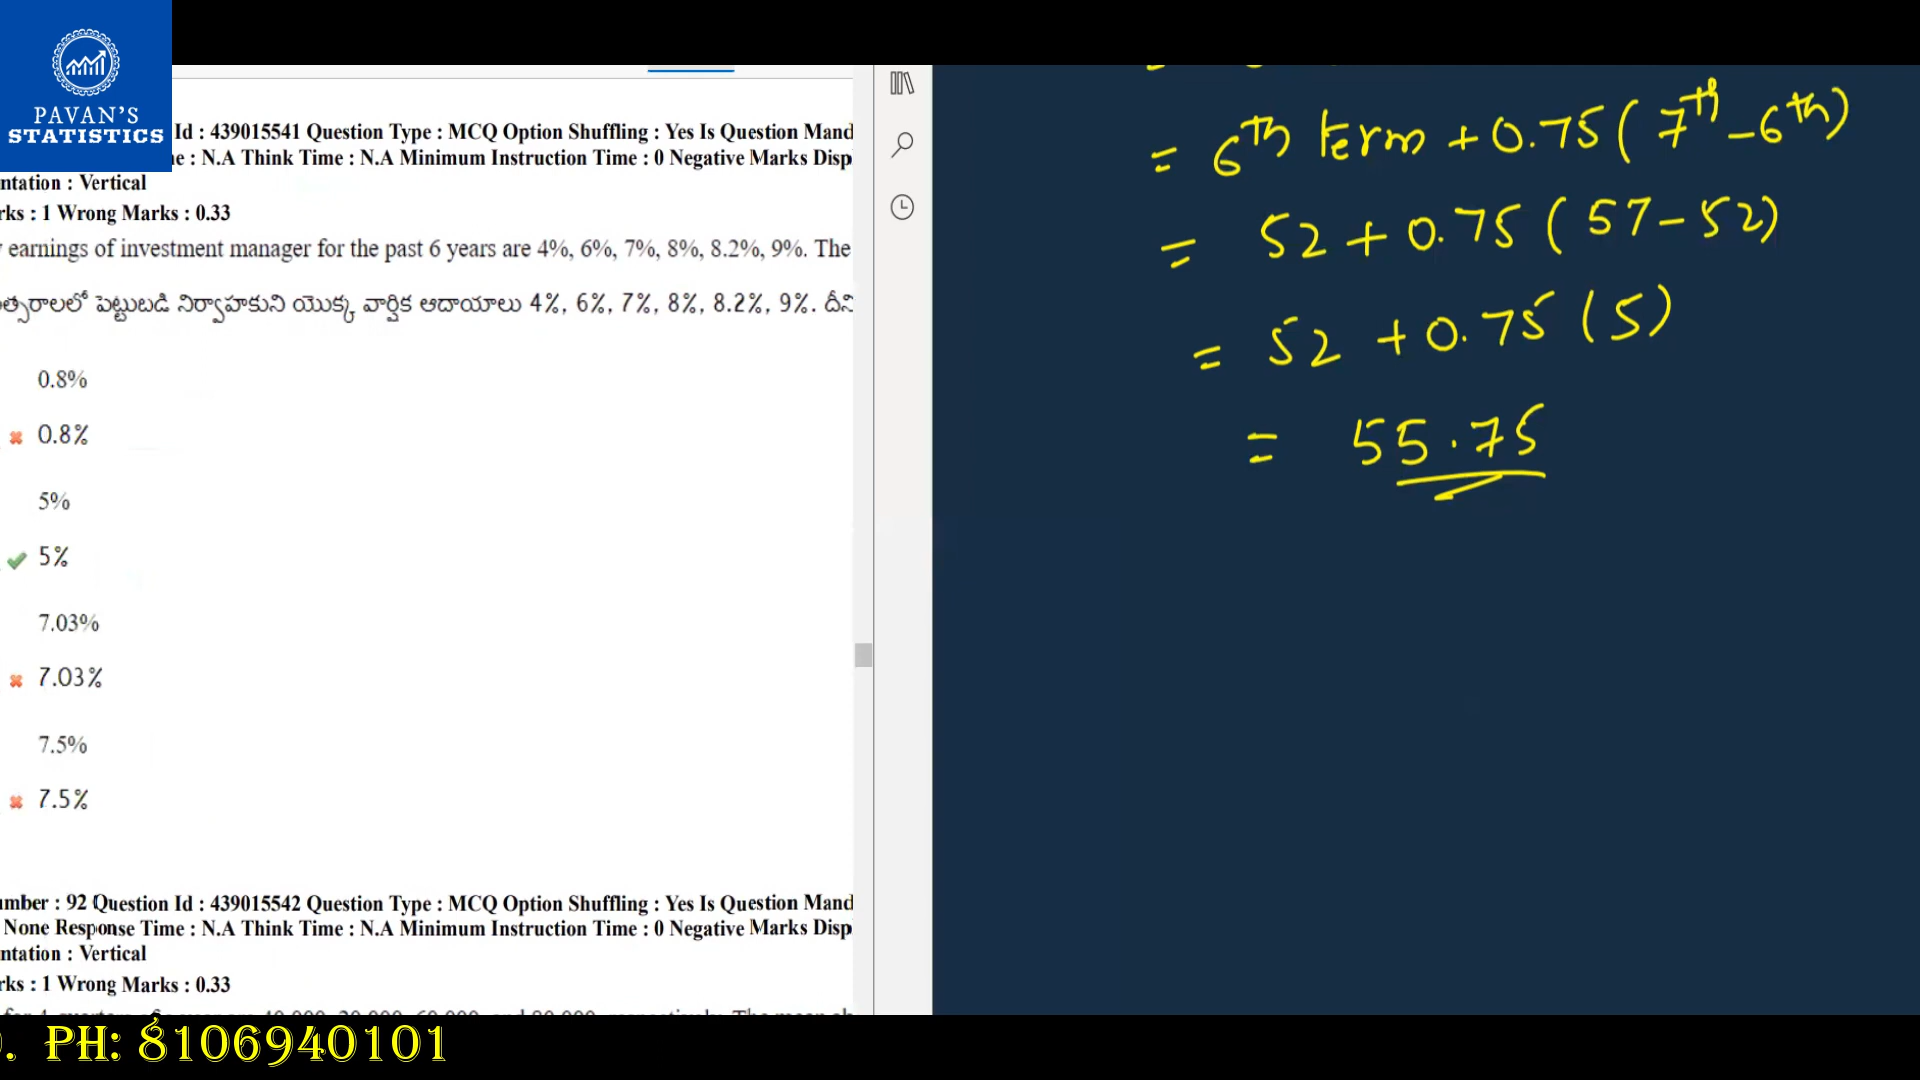 PAVAN'S
STATISTICS
Id : 439015541 Question Type : MCQ Option Shuffling : Yes Is Question Mand
e : N.A Think Time : N.A Minimum Instruction Time : 0 Negative Marks Disp
ntation : Vertical
rks : 1 Wrong Marks : 0.33
earnings of investment manager for the past 6 years are 4%, 6%, 7%, 8%, 8.2%, 9%. The
త్సరాలలో పెట్టుబడి నిర్వాహకుని యొక్క వార్షిక ఆదాయాలు 4%, 6%, 7%, 8%, 8.2%, 9%. దీని
0.8%
0.8%
5%
5%
7.03%
7.03%
7.5%
7.5%
umber : 92 Question Id : 439015542 Question Type : MCQ Option Shuffling : Yes Is Question Mand
None Response Time : N.A Think Time : N.A Minimum Instruction Time : 0 Negative Marks Disp
ntation : Vertical
rks : 1 Wrong Marks : 0.33
= 6th term + 0.75 ( 7th - 6th)
= 52 + 0.75 ( 57 - 52)
= 52 + 0.75 ( 5)
= 55.75
). PH: 8106940101